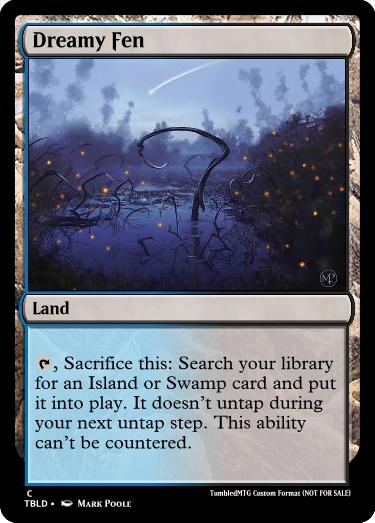 Dreamy Fen
MP
Land
, Sacrifice this: Search your library
for an Island or Swamp card and put
it into play. It doesn't untap during
your next untap step. This ability
can't be countered.
C
TBLD • Mark Poole
TumbledMTG Custom Format (NOT FOR SALE)